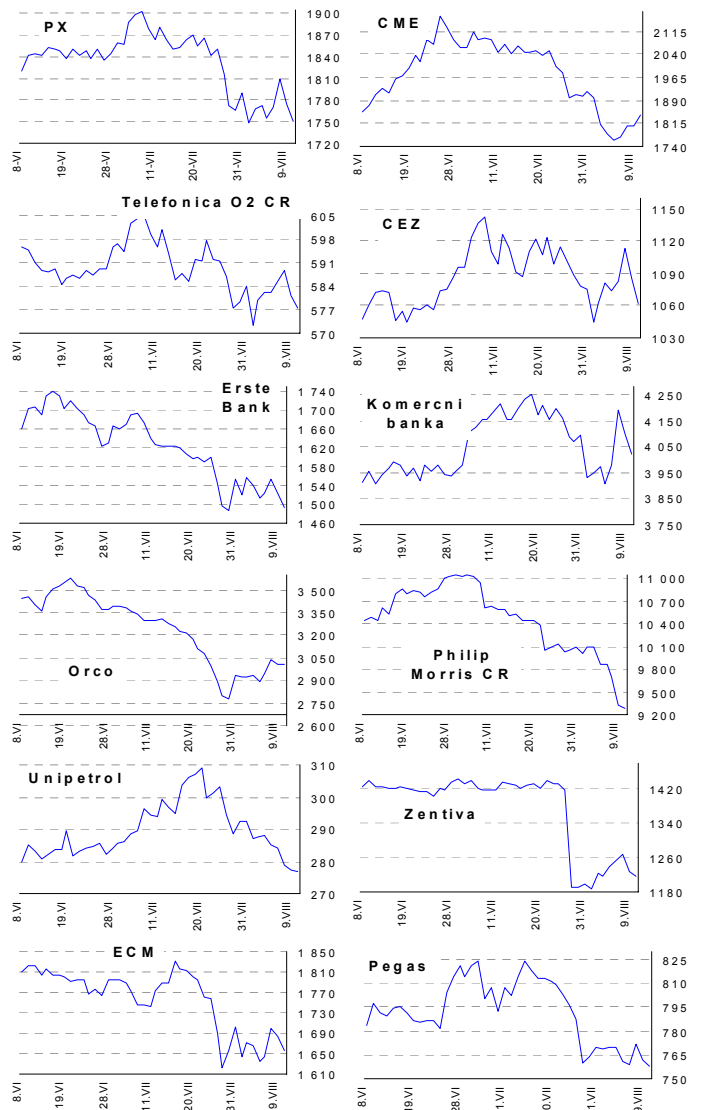 PX
1900
1870
1840
1810
1780
1750
1720
8-VI
19-VI
28-VI
11-VII
20-VII
31-VII
9-VIII
CME
2115
2040
1965
1890
1815
1740
8.VI
19.VI
28.VI
11.VII
20.VII
31.VII
9.VIII
Telefonica O2 CR
605
598
591
584
577
570
8.VI
19.VI
28.VI
11.VII
20.VII
31.VII
9.VIII
CEZ
1150
1120
1090
1060
1030
8.VI
19.VI
28.VI
11.VII
20.VII
31.VII
9.VIII
Erste
Bank
1 740
1 700
1 660
1 620
1 580
1 540
1 500
1 460
8.VI
19.VI
28.VI
11.VII
20.VII
31.VII
9.VIII
Komercni
banka
4 250
4 150
4 050
3 950
3 850
3 750
8.VI
19.VI
28.VI
11.VII
20.VII
31.VII
9.VIII
Orco
3 500
3 350
3 200
3 050
2 900
2 750
2 600
8.VI
19.VI
28.VI
11.VII
20.VII
31.VII
9.VIII
Philip
Morris CR
11 000
10 700
10 400
10 100
9 800
9 500
9 200
8.VI
19.VI
28.VI
11.VII
20.VII
31.VII
9.VIII
Unipetrol
310
300
290
280
270
8.VI
19.VI
28.VI
11.VII
20.VII
31.VII
9.VIII
Zentiva
1420
1340
1260
1180
8.VI
19.VI
28.VI
11.VII
20.VII
31.VII
9.VIII
ECM
1 850
1 810
1 770
1 730
1 690
1 650
1 610
8.VI
19.VI
28.VI
11.VII
20.VII
31.VII
9.VIII
Pegas
825
810
795
780
765
750
8.VI
19.VI
28.VI
11.VII